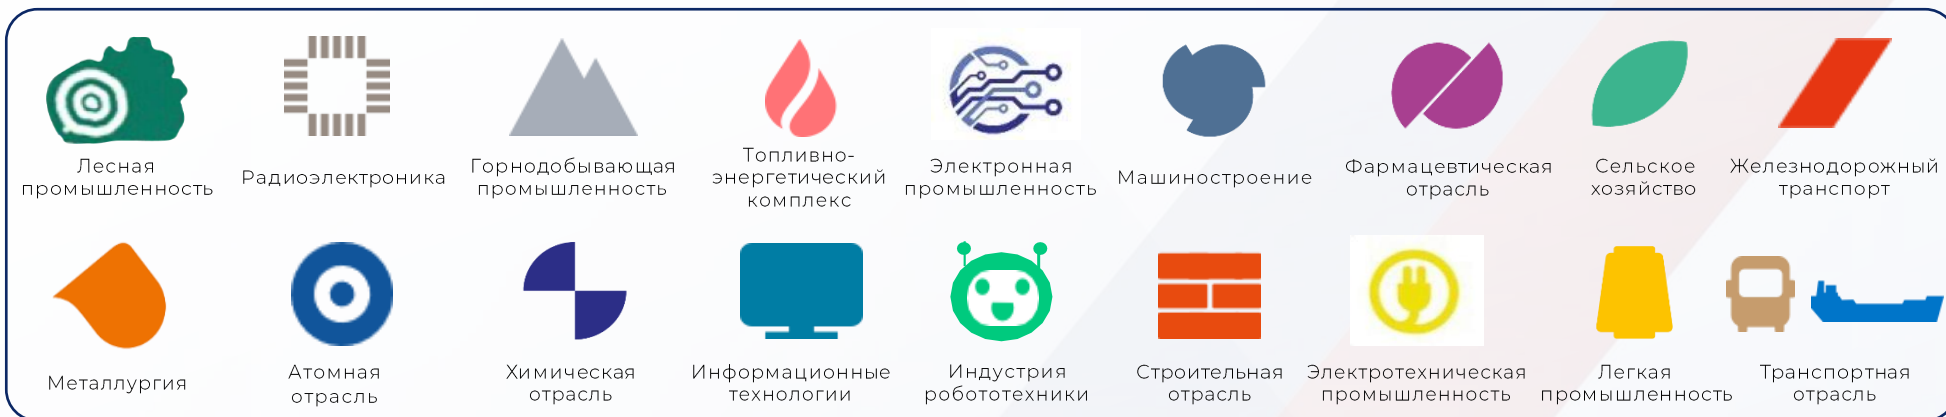 Лесная
промышленность
Радиоэлектроника
Горнодобывающая
промышленность
Топливно-
энергетический
комплекс
Электронная
промышленность
Машиностроение
Фармацевтическая
отрасль
Сельское
хозяйство
Железнодорожный
транспорт
Металлургия
Атомная
отрасль
Химическая
отрасль
Информационные
технологии
Индустрия
робототехники
Строительная
отрасль
Электротехническая
промышленность
Легкая
промышленность
Транспортная
отрасль